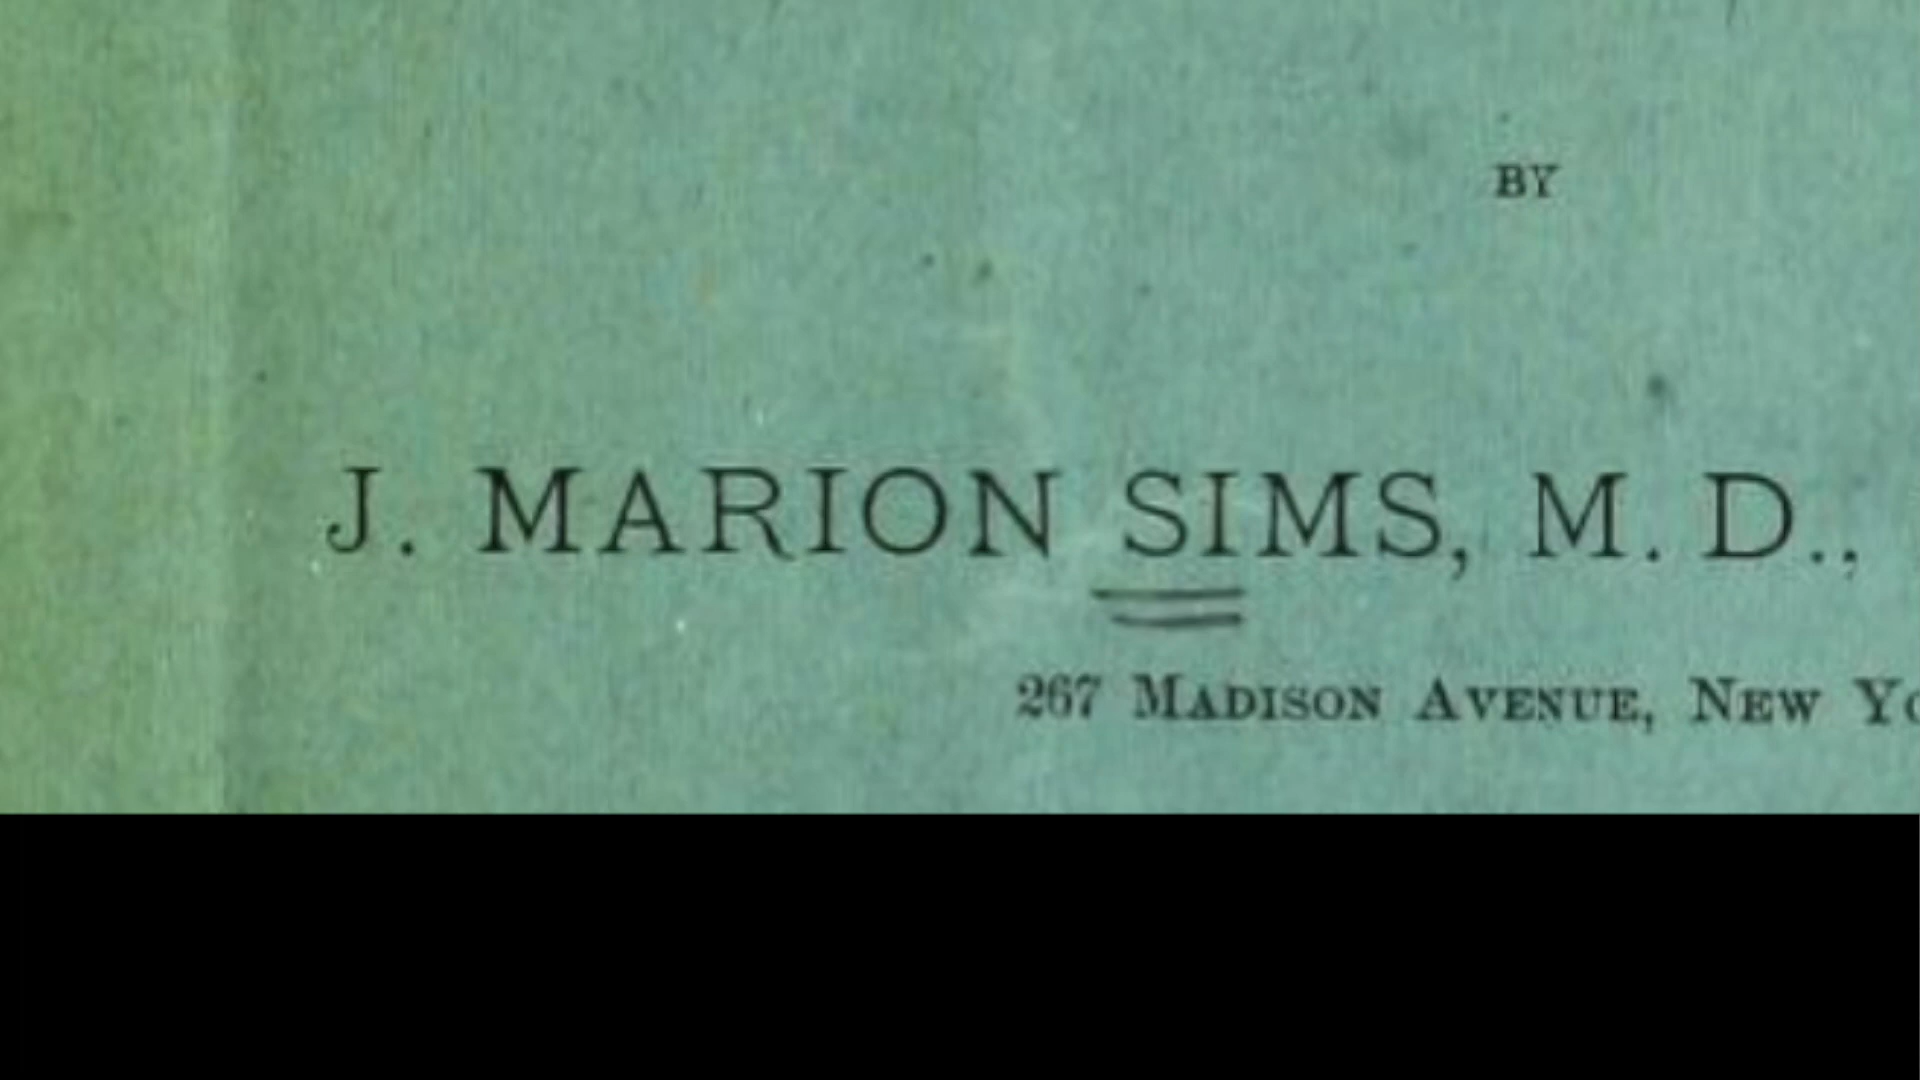 BY
J. MARION SIMS, M. D.,
267 MADISON AVENUE, NEW